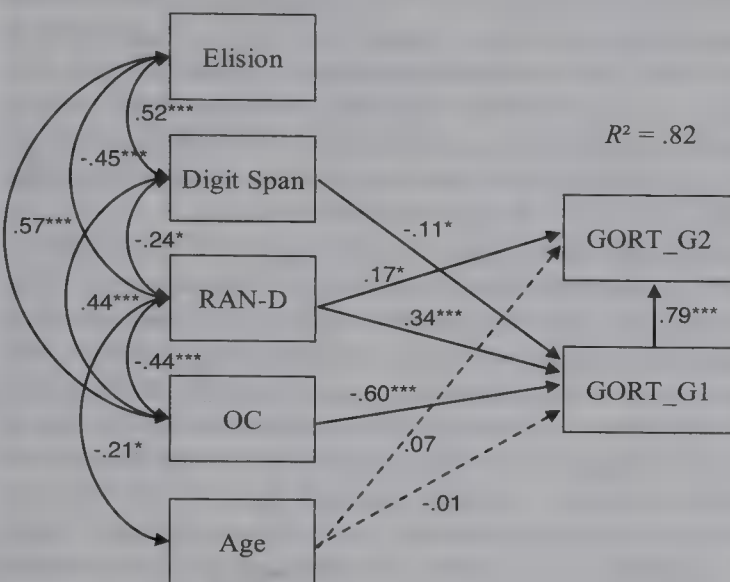 Elision
.52***
R² = .82
-.45***
Digit Span
-.11*
.57***
-.24*
.17*
GORT_G2
.44***
RAN-D
.34***
.79***
-.44***
-.60***
GORT_G1
OC
-.21*
.07
-.01
Age